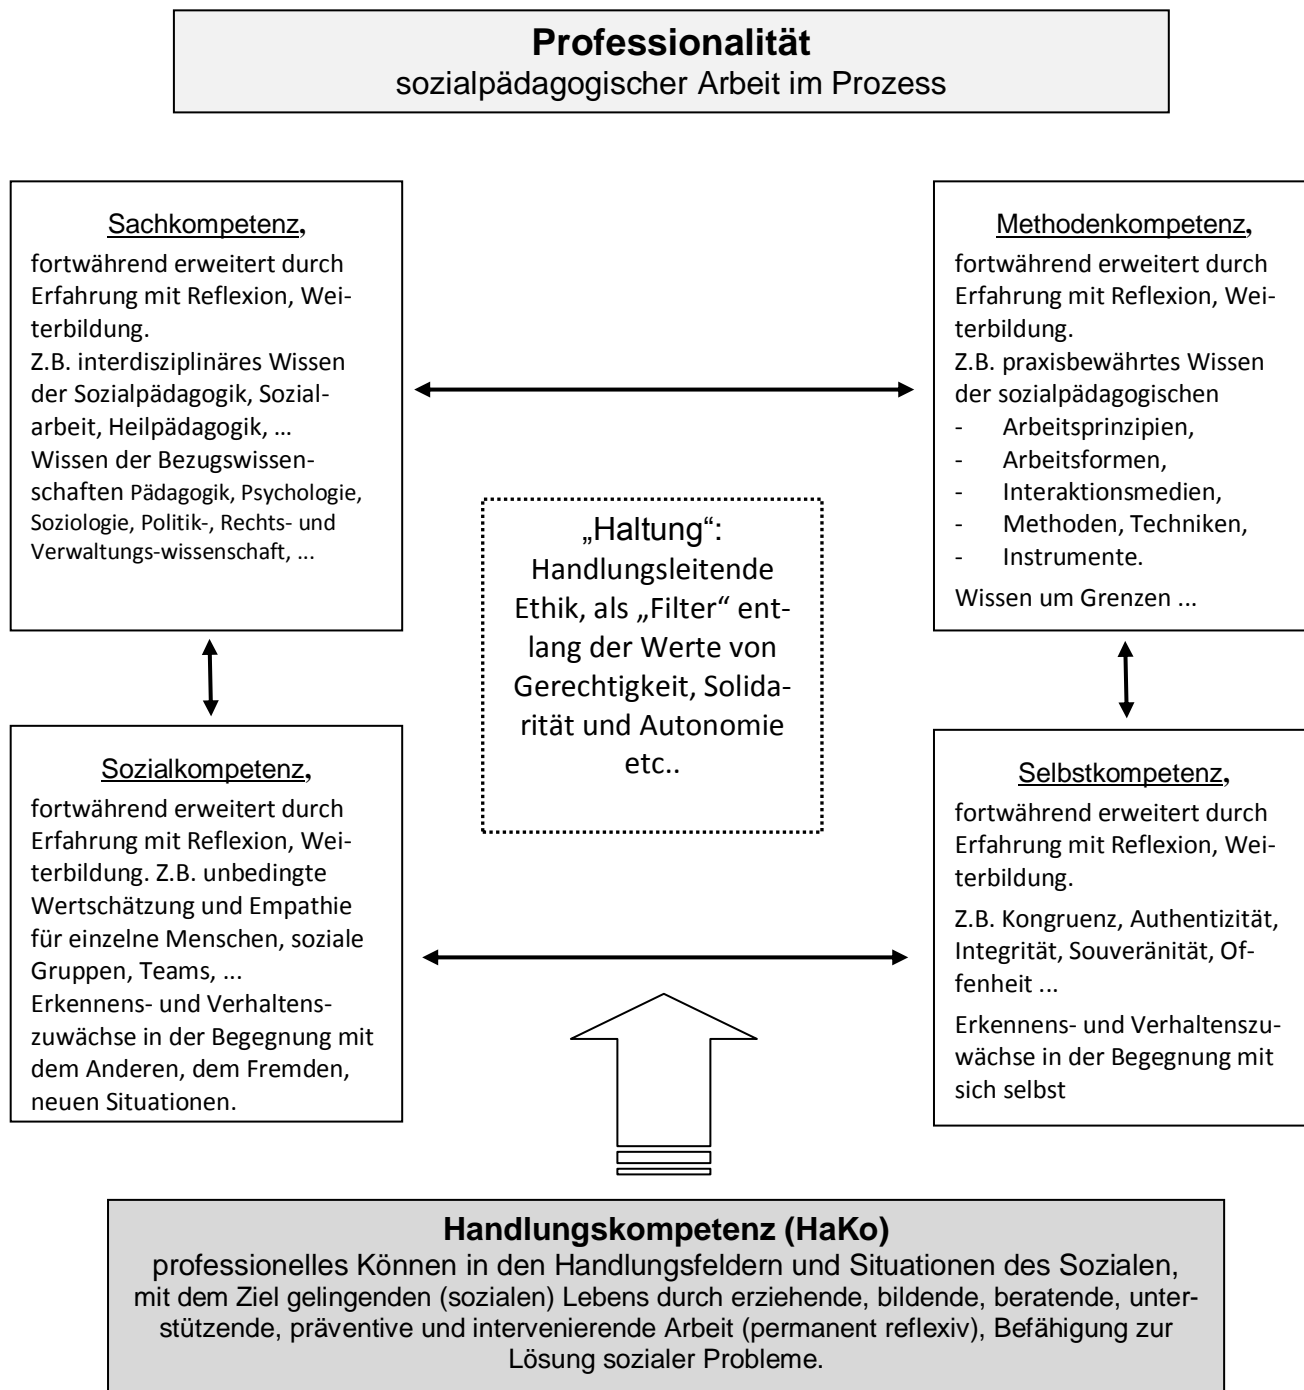 Professionalität
sozialpädagogischer Arbeit im Prozess
Sachkompetenz,
fortwährend erweitert durch
Erfahrung mit Reflexion, Wei-
terbildung.
Z.B. interdisziplinäres Wissen
der Sozialpädagogik, Sozial-
arbeit, Heilpädagogik, ...
Wissen der Bezugswissen-
schaften Pädagogik, Psychologie,
Soziologie, Politik-, Rechts- und
Verwaltungs-wissenschaft, ...
Methodenkompetenz,
fortwährend erweitert durch
Erfahrung mit Reflexion, Wei-
terbildung.
Z.B. praxisbewährtes Wissen
der sozialpädagogischen
- Arbeitsprinzipien,
- Arbeitsformen,
- Interaktionsmedien,
- Methoden, Techniken,
- Instrumente.
Wissen um Grenzen ...
„Haltung“:
Handlungsleitende
Ethik, als „Filter“ ent-
lang der Werte von
Gerechtigkeit, Solida-
rität und Autonomie
etc..
Sozialkompetenz,
fortwährend erweitert durch
Erfahrung mit Reflexion, Wei-
terbildung. Z.B. unbedingte
Wertschätzung und Empathie
für einzelne Menschen, soziale
Gruppen, Teams, ...
Erkennens- und Verhaltens-
zuwächse in der Begegnung mit
dem Anderen, dem Fremden,
neuen Situationen.
Selbstkompetenz,
fortwährend erweitert durch
Erfahrung mit Reflexion, Wei-
terbildung.
Z.B. Kongruenz, Authentizität,
Integrität, Souveränität, Of-
fenheit ...
Erkennens- und Verhaltenszu-
wächse in der Begegnung mit
sich selbst
Handlungskompetenz (HaKo)
professionelles Können in den Handlungsfeldern und Situationen des Sozialen,
mit dem Ziel gelingenden (sozialen) Lebens durch erziehende, bildende, beratende, unter-
stützende, präventive und intervenierende Arbeit (permanent reflexiv), Befähigung zur
Lösung sozialer Probleme.